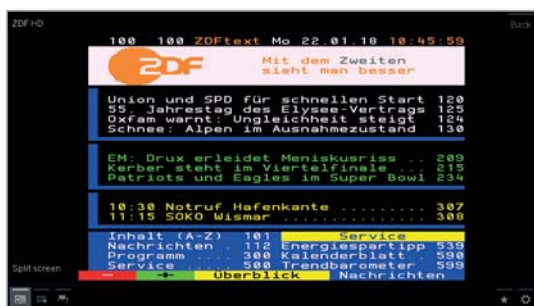 ZDF HD
Back
100 100 ZDFtext Mo 22.01.18 10:45:59
ZDF
Mit dem Zweiten
sieht man besser
Union und SPD für schnellen Start 120
55. Jahrestag des Elysee-Vertrags 125
Oxfam warnt: Ungleichheit steigt 124
Schnee: Alpen im Ausnahmezustand 130
EM: Drux erleidet Meniskusriss .. 209
Kerber steht im Viertelfinale ... 215
Patriots und Eagles im Super Bowl 234
10:30 Notruf Hafenkante ......... 307
11:15 SOKO Wismar ............... 308
Inhalt (A-Z) 101 Service
Nachrichten . 112 Energiespartipp 539
Programm ... 300 Kalenderblatt 590
Service .... 500 Trendbarometer 599
Split screen
- + Überblick Nachrichten